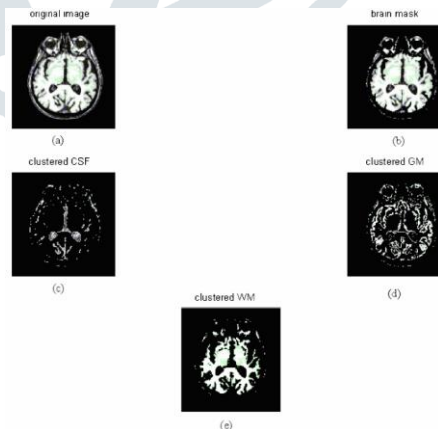 original image
brain mask
(a)
(b)
clustered CSF
clustered GM
(c)
(d)
clustered WM
(e)